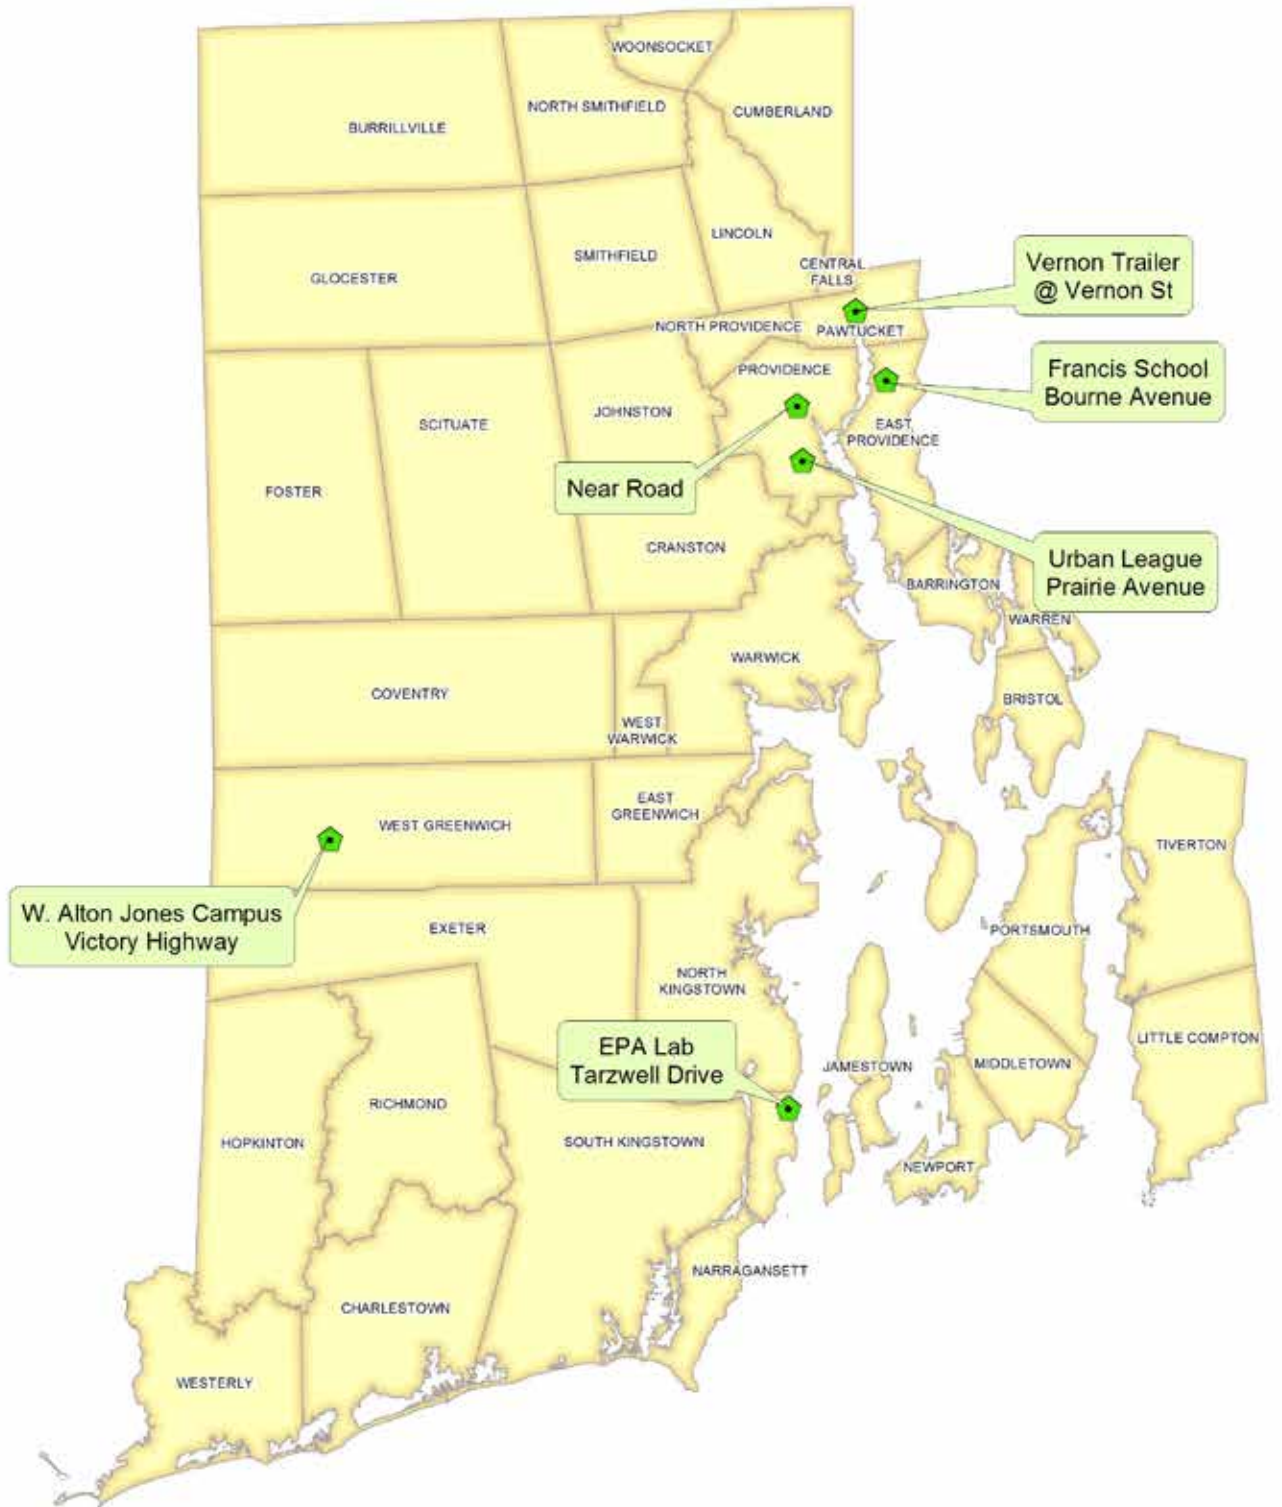 WOONSOCKET
NORTH SMITHFIELD
CUMBERLAND
BURRILLVILLE
LINCOLN
SMITHFIELD
CENTRAL
FALLS
GLOCESTER
Vernon Trailer
@ Vernon St
NORTH PROVIDENCE
PAWTUCKET
PROVIDENCE
Francis School
Bourne Avenue
JOHNSTON
SCITUATE
EAST
PROVIDENCE
FOSTER
Near Road
CRANSTON
Urban League
Prairie Avenue
BARRINGTON
WARREN
WARWICK
COVENTRY
BRISTOL
WEST
WARWICK
EAST
GREENWICH
WEST GREENWICH
TIVERTON
W. Alton Jones Campus
Victory Highway
EXETER
PORTSMOUTH
NORTH
KINGSTOWN
LITTLE COMPTON
EPA Lab
Tarzwell Drive
JAMESTOWN
MIDDLETOWN
RICHMOND
HOPKINTON
SOUTH KINGSTOWN
NEWPORT
NARRAGANSETT
CHARLESTOWN
WESTERLY